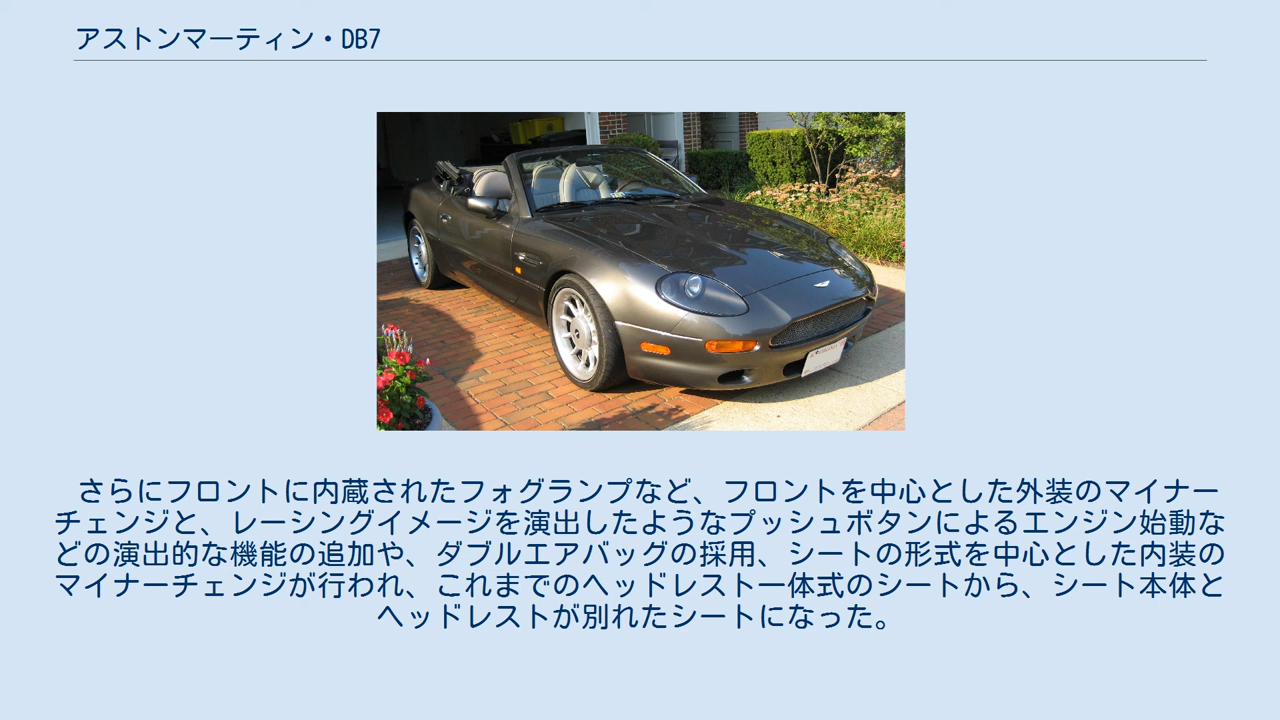 アストンマーティン・DB7
さらにフロントに内蔵されたフォグランプなど、フロントを中心とした外装のマイナー
チェンジと、レーシングイメージを演出したようなプッシュボタンによるエンジン始動な
どの演出的な機能の追加や、ダブルエアバッグの採用、シートの形式を中心とした内装の
マイナーチェンジが行われ、これまでのヘッドレスト一体式のシートから、シート本体と
ヘッドレストが別れたシートになった。